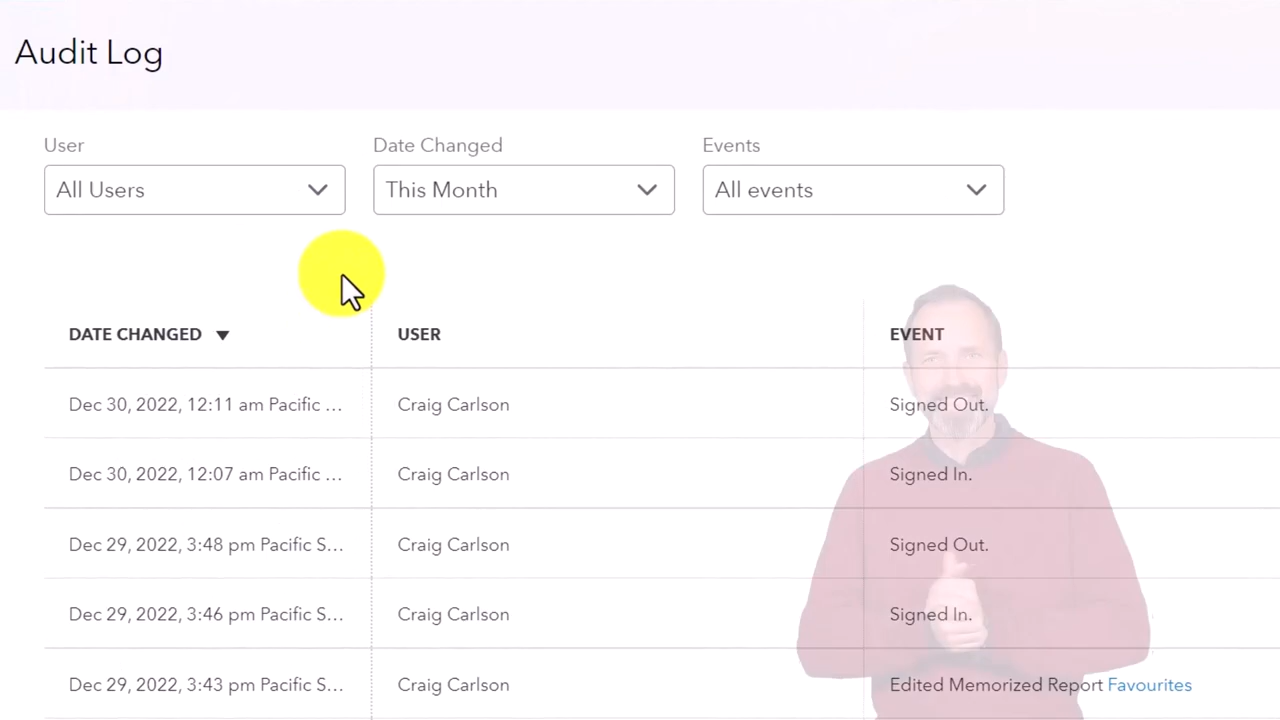 Audit Log
User Date Changed Events
All Users This Month All events
DATE CHANGED USER EVENT
Dec 30, 2022, 12:11 am Pacific ... Craig Carlson Signed Out.
Dec 30, 2022, 12:07 am Pacific ... Craig Carlson Signed In.
Dec 29, 2022, 3:48 pm Pacific S... Craig Carlson Signed Out.
Dec 29, 2022, 3:46 pm Pacific S... Craig Carlson Signed In.
Dec 29, 2022, 3:43 pm Pacific S... Craig Carlson Edited Memorized Report Favourites